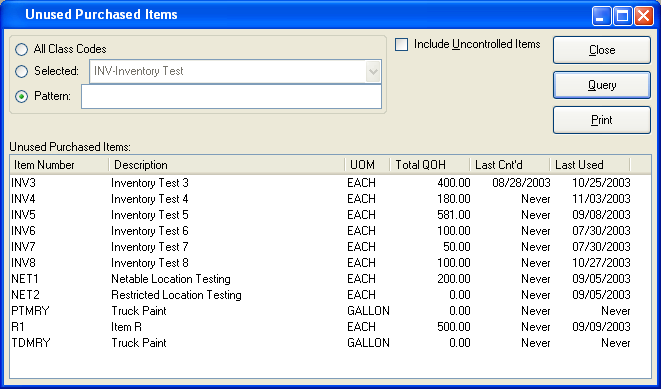 Unused Purchased Items
All Class Codes
Selected: INV-Inventory Test
Pattern:
Include Uncontrolled Items
Close
Query
Print
Unused Purchased Items:
Item Number Description UOM Total QOH Last Cnt'd Last Used
INV3 Inventory Test 3 EACH 400.00 08/28/2003 10/25/2003
INV4 Inventory Test 4 EACH 180.00 Never 11/03/2003
INV5 Inventory Test 5 EACH 581.00 Never 09/08/2003
INV6 Inventory Test 6 EACH 100.00 Never 07/30/2003
INV7 Inventory Test 7 EACH 50.00 Never 07/30/2003
INV8 Inventory Test 8 EACH 100.00 Never 10/27/2003
NET1 Netable Location Testing EACH 200.00 Never 09/05/2003
NET2 Restricted Location Testing EACH 0.00 Never 09/05/2003
PTMRY Truck Paint GALLON 0.00 Never Never
R1 Item R EACH 500.00 Never 09/09/2003
TDMRY Truck Paint GALLON 0.00 Never Never